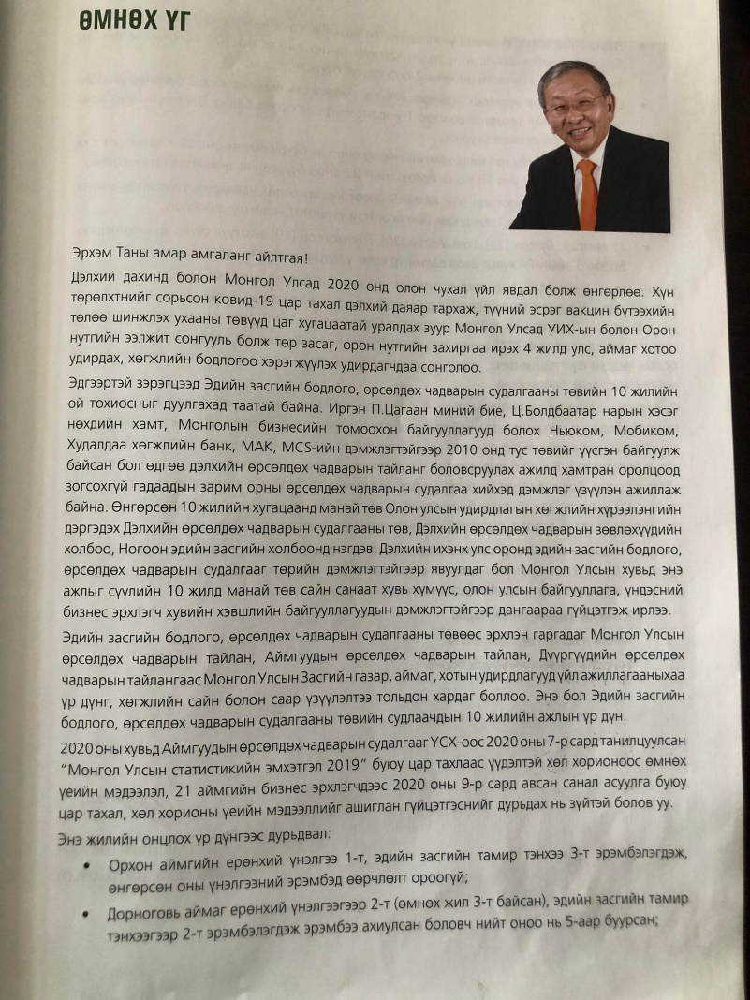 ӨМНӨХ ҮГ
Эрхэм Таны амар амгаланг айлтгая!
Дэлхий дахинд болон Монгол Улсад 2020 онд олон чухал үйл явдал болж өнгөрлөө. Хүн
төрөлхтнийг сорьсон ковид-19 цар тахал дэлхий даяар тархаж, түүний эсрэг вакцин бүтээхийн
төлөө шинжлэх ухааны төвүүд цаг хугацаатай уралдах зуур Монгол Улсад УИХ-ын болон Орон
нутгийн ээлжит сонгууль болж төр засаг, орон нутгийн захиргаа ирэх 4 жилд улс, аймаг хотоо
удирдах, хөгжлийн бодлогоо хэрэгжүүлэх удирдагчдаа сонголоо.
Эдгээртэй зэрэгцээд Эдийн засгийн бодлого, өрсөлдөх чадварын судалгааны төвийн 10 жилийн
ой тохиосныг дуулгахад таатай байна. Иргэн П.Цагаан миний бие, Ц.Болдбаатар нарын хэсэг
нөхдийн хамт, Монголын бизнесийн томоохон байгууллагууд болох Ньюком, Мобиком,
Худалдаа хөгжлийн банк, МАК, MCS-ийн дэмжлэгтэйгээр 2010 онд тус төвийг үүсгэн байгуулж
байсан бол өдгөө дэлхийн өрсөлдөх чадварын тайланг боловсруулах ажилд хамтран оролцоод
зогсохгүй гадаадын зарим орны өрсөлдөх чадварын судалгаа хийхэд дэмжлэг үзүүлэн ажиллаж
байна. Өнгөрсөн 10 жилийн хугацаанд манай төв Олон улсын удирдлагын хөгжлийн хүрээлэнгийн
дэргэдэх Дэлхийн өрсөлдөх чадварын судалгааны төв, Дэлхийн өрсөлдөх чадварын зөвлөхүүдийн
холбоо, Ногоон эдийн засгийн холбоонд нэгдэв. Дэлхийн ихэнх улс оронд эдийн засгийн бодлого,
өрсөлдөх чадварын судалгааг төрийн дэмжлэгтэйгээр явуулдаг бол Монгол Улсын хувьд энэ
ажлыг сүүлийн 10 жилд манай төв сайн санаат хувь хүмүүс, олон улсын байгууллага, үндэсний
бизнес эрхлэгч хувийн хэвшлийн байгууллагуудын дэмжлэгтэйгээр дангаараа гүйцэтгэж ирлээ.
Эдийн засгийн бодлого, өрсөлдөх чадварын судалгааны төвөөс эрхлэн гаргадаг Монгол Улсын
өрсөлдөх чадварын тайлан, Аймгуудын өрсөлдөх чадварын тайлан, Дүүргүүдийн өрсөлдөх
чадварын тайлангаас Монгол Улсын Засгийн газар, аймаг, хотын удирдлагууд үйл ажиллагааныхаа
үр дүнг, хөгжлийн сайн болон саар үзүүлэлтээ толъдон хардаг боллоо. Энэ бол Эдийн засгийн
бодлого, өрсөлдөх чадварын судалгааны төвийн судлаачдын 10 жилийн ажлын үр дүн.
2020 оны хувьд Аймгуудын өрсөлдөх чадварын судалгааг ҮСХ-оос 2020 оны 7-р сард танилцуулсан
“Монгол Улсын статистикийн эмхэтгэл 2019” буюу цар тахлаас үүдэлтэй хөл хорионоос өмнөх
үеийн мэдээлэл, 21 аймгийн бизнес эрхлэгчдээс 2020 оны 9-р сард авсан санал асуулга буюу
цар тахал, хөл хорионы үеийн мэдээллийг ашиглан гүйцэтгэснийг дурьдах нь зүйтэй болов уу.
Энэ жилийн онцлох үр дүнгээс дурьдвал:
• Орхон аймгийн ерөнхий үнэлгээ 1-т, эдийн засгийн тамир тэнхээ 3-т эрэмбэлэгдэж,
өнгөрсөн оны үнэлгээний эрэмбэд өөрчлөлт ороогүй;
• Дорноговь аймаг ерөнхий үнэлгээгээр 2-т (өмнөх жил 3-т байсан), эдийн засгийн тамир
тэнхээгээр 2-т эрэмбэлэгдэж эрэмбээ ахиулсан боловч нийт оноо нь 5-аар буурсан;